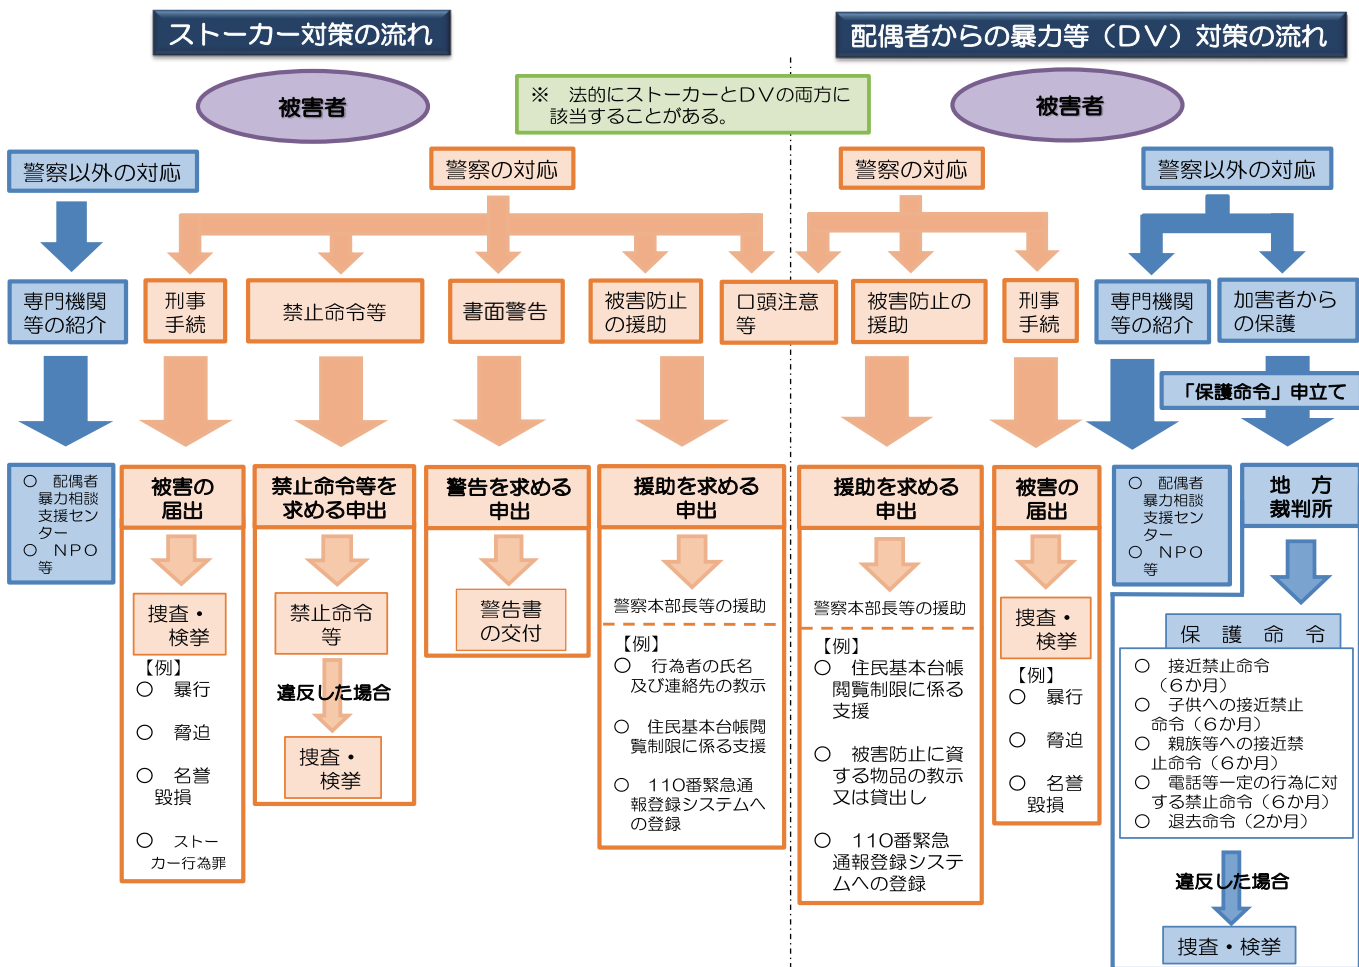 ストーカー対策の流れ
配偶者からの暴力等（ＤＶ）対策の流れ
被害者
※　法的にストーカーとＤＶの両方に
該当することがある。
被害者
警察以外の対応
警察の対応
警察の対応
警察以外の対応
専門機関
等の紹介
刑事
手続
禁止命令等
書面警告
被害防止
の援助
口頭注意
等
被害防止の
援助
刑事
手続
専門機関
等の紹介
加害者から
の保護
「保護命令」申立て
○　配偶者
暴力相談
支援セン
ター
○　ＮＰＯ
等
被害の
届出
捜査・
検挙
【例】
○　暴行
○　脅迫
○　名誉
毀損
○　ストー
カー行為罪
禁止命令等を
求める申出
禁止命令
等
違反した場合
捜査・
検挙
警告を求める
申出
警告書
の交付
援助を求める
申出
警察本部長等の援助
【例】
○　行為者の氏名
及び連絡先の教示
○　住民基本台帳閲
覧制限に係る支援
○　１１０番緊急通
報登録システムへ
の登録
援助を求める
申出
警察本部長等の援助
【例】
○　住民基本台帳
閲覧制限に係る
支援
○　被害防止に資
する物品の教示
又は貸出し
○　１１０番緊急
通報登録システ
ムへの登録
被害の
届出
捜査・
検挙
【例】
○　暴行
○　脅迫
○　名誉
毀損
○　配偶者
暴力相談
支援セン
ター
○　ＮＰＯ
等
地　方
裁判所
保　護　命　令
○　接近禁止命令
（６か月）
○　子供への接近禁止
命令（６か月）
○　親族等への接近禁
止命令（６か月）
○　電話等一定の行為に対
する禁止命令（６か月）
○　退去命令（２か月）
違反した場合
捜査・検挙